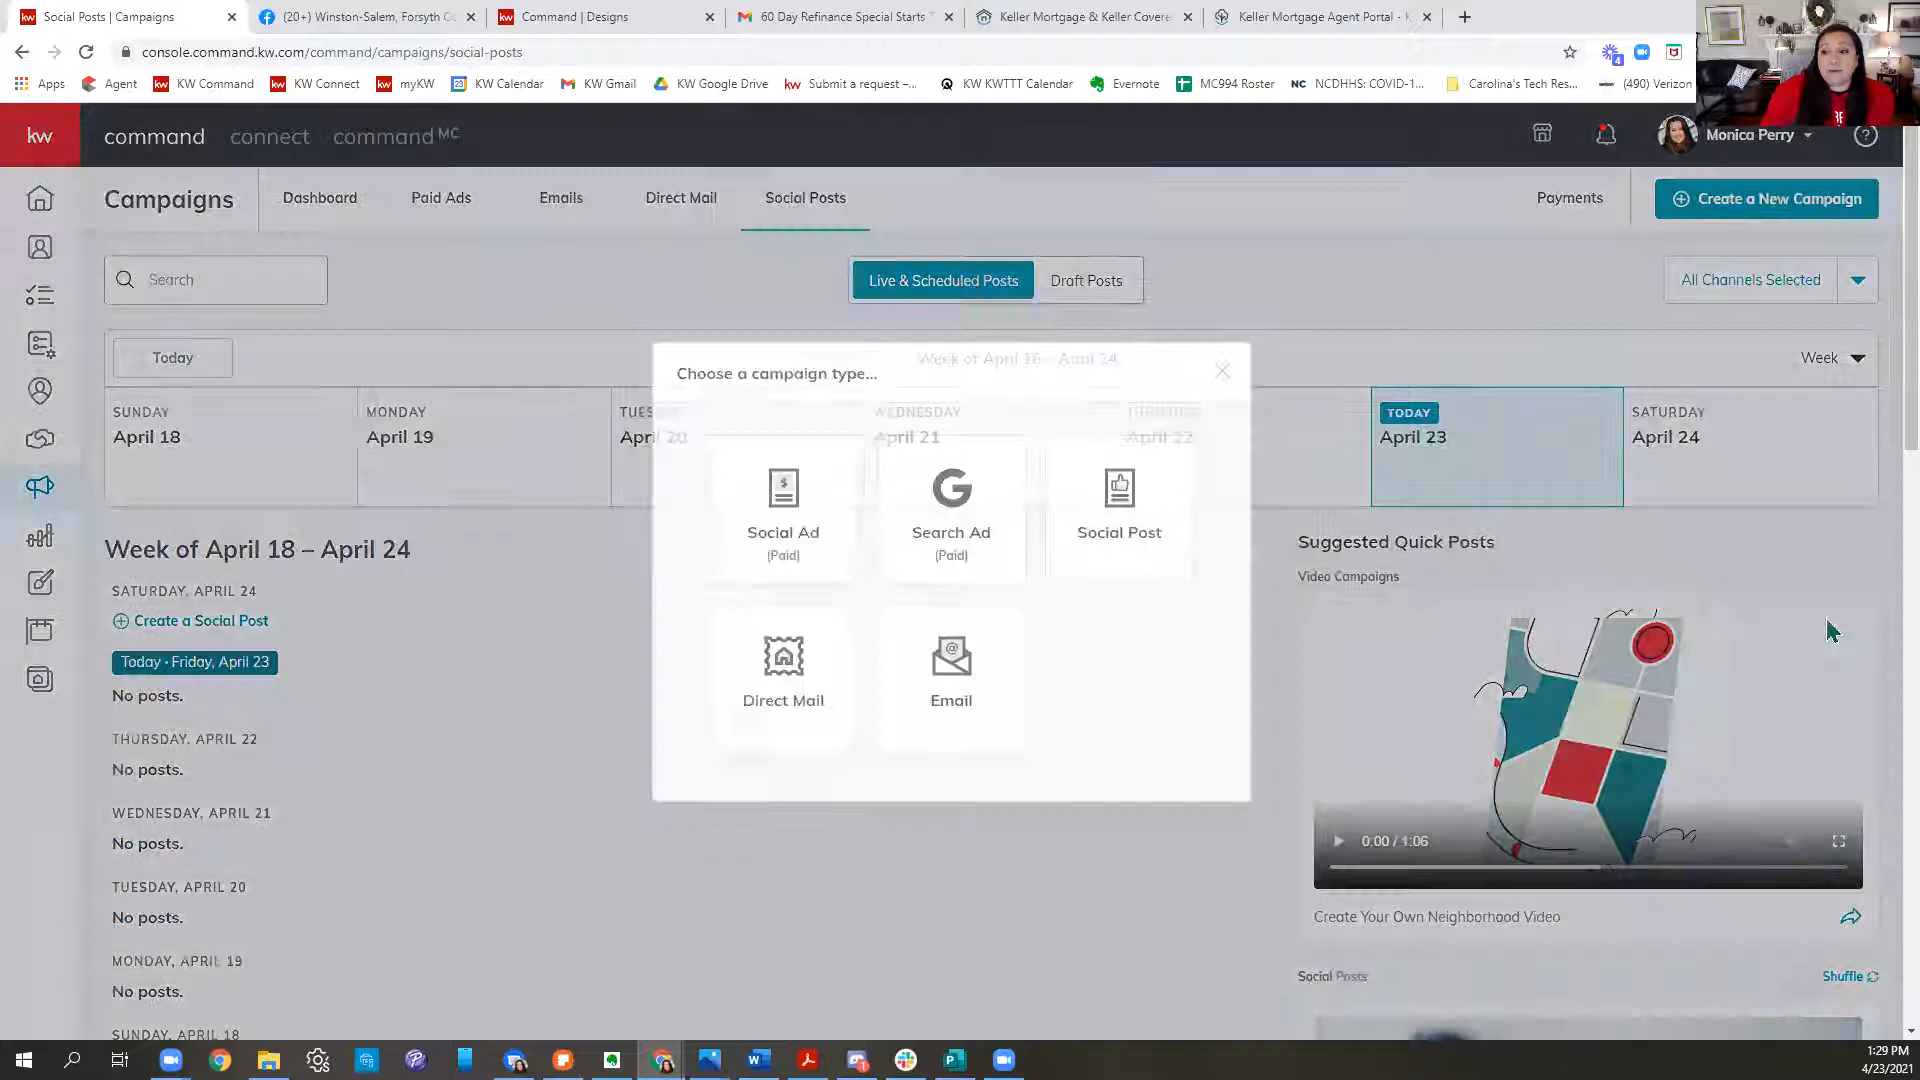 Social Posts | Campaigns
(20+) Winston-Salem, Forsyth C
Command | Designs
60 Day Refinance Special Starts T
Keller Mortgage & Keller Covere
Keller Mortgage Agent Portal - K
console.command.kw.com/command/campaigns/social-posts
4
Apps
Agent
KW Command
KW Connect
myKW
KW Calendar
KW Gmail
KW Google Drive
Submit a request –...
KW KWTTT Calendar
Evernote
MC994 Roster
NCDHHS: COVID-1...
Carolina's Tech Res...
(490) Verizon
kw
command
connect
command MC
Monica Perry
Campaigns
Dashboard
Paid Ads
Emails
Direct Mail
Social Posts
Payments
Create a New Campaign
Search
Live & Scheduled Posts
Draft Posts
All Channels Selected
Today
Week
SUNDAY
April 18
MONDAY
April 19
April 20
WEDNESDAY
April 21
April 22
TODAY
April 23
SATURDAY
April 24
Choose a campaign type...
Social Ad
(Paid)
Search Ad
(Paid)
Social Post
Direct Mail
Email
Week of April 18 – April 24
SATURDAY, APRIL 24
Create a Social Post
Today • Friday, April 23
No posts.
THURSDAY, APRIL 22
No posts.
WEDNESDAY, APRIL 21
No posts.
TUESDAY, APRIL 20
No posts.
MONDAY, APRIL 19
No posts.
SUNDAY, APRIL 18
Suggested Quick Posts
Video Campaigns
0:00 / 1:06
Create Your Own Neighborhood Video
Social Posts
Shuffle
1:29 PM
4/23/2021